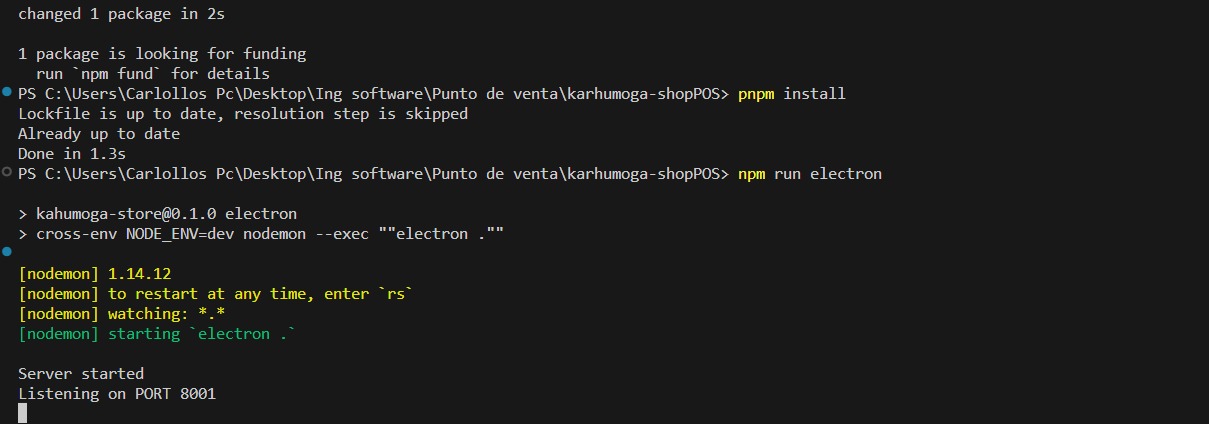 changed 1 package in 2s
1 package is looking for funding
run `npm fund` for details
PS C:\Users\Carlollos Pc\Desktop\Ing software\Punto de venta\karhumoga-shopPOS> pnpm install
Lockfile is up to date, resolution step is skipped
Already up to date
Done in 1.3s
PS C:\Users\Carlollos Pc\Desktop\Ing software\Punto de venta\karhumoga-shopPOS> npm run electron
> kahumoga-store@0.1.0 electron
> cross-env NODE_ENV=dev nodemon --exec ""electron .""
[nodemon] 1.14.12
[nodemon] to restart at any time, enter `rs`
[nodemon] watching: *.*
[nodemon] starting `electron .`
Server started
Listening on PORT 8001